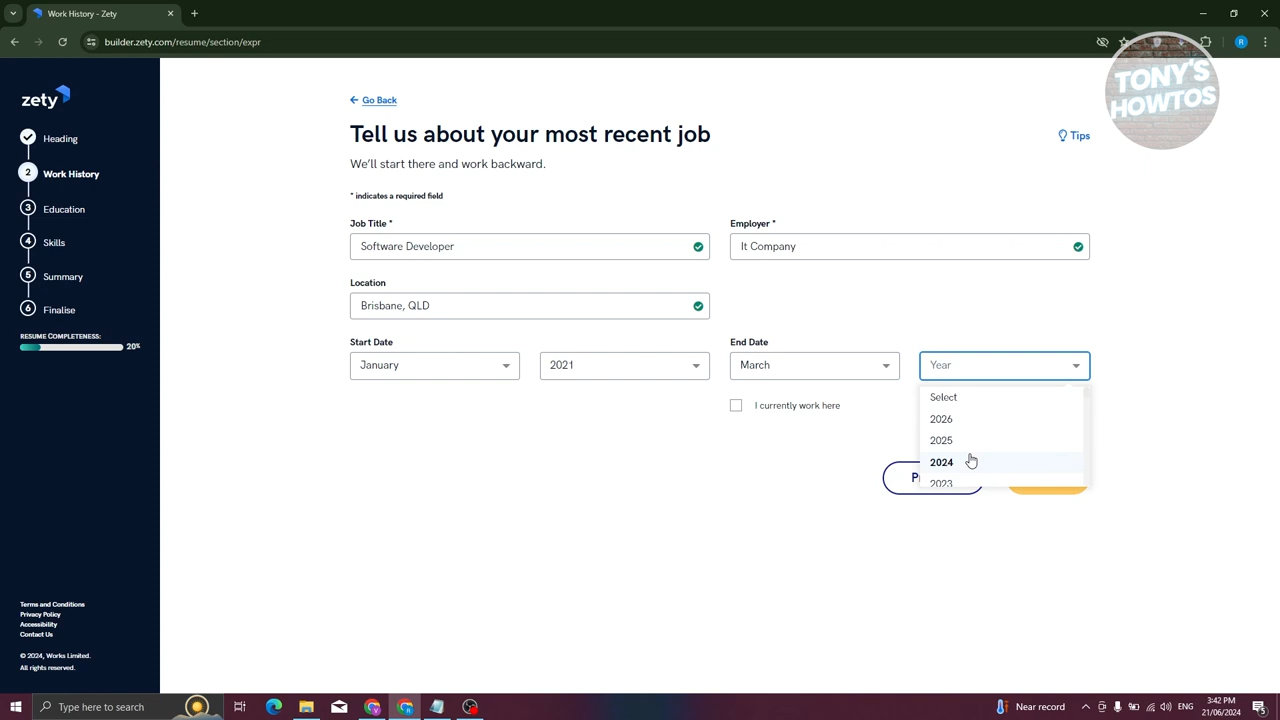 Work History - Zety
builder.zety.com/resume/section/expr
R
TONY'S
HOWTOS
zety
Heading
2 Work History
3 Education
4 Skills
5 Summary
6 Finalise
RESUME COMPLETENESS:
20%
Go Back
Tell us about your most recent job
Tips
We'll start there and work backward.
* indicates a required field
Job Title *
Employer *
Software Developer
It Company
Location
Brisbane, QLD
Start Date
End Date
January
2021
March
Year
I currently work here
Select
2026
2025
2024
2023
P
Terms and Conditions
Privacy Policy
Accessibility
Contact Us
© 2024, Works Limited.
All rights reserved.
Type here to search
Near record
ENG
3:42 PM
21/06/2024